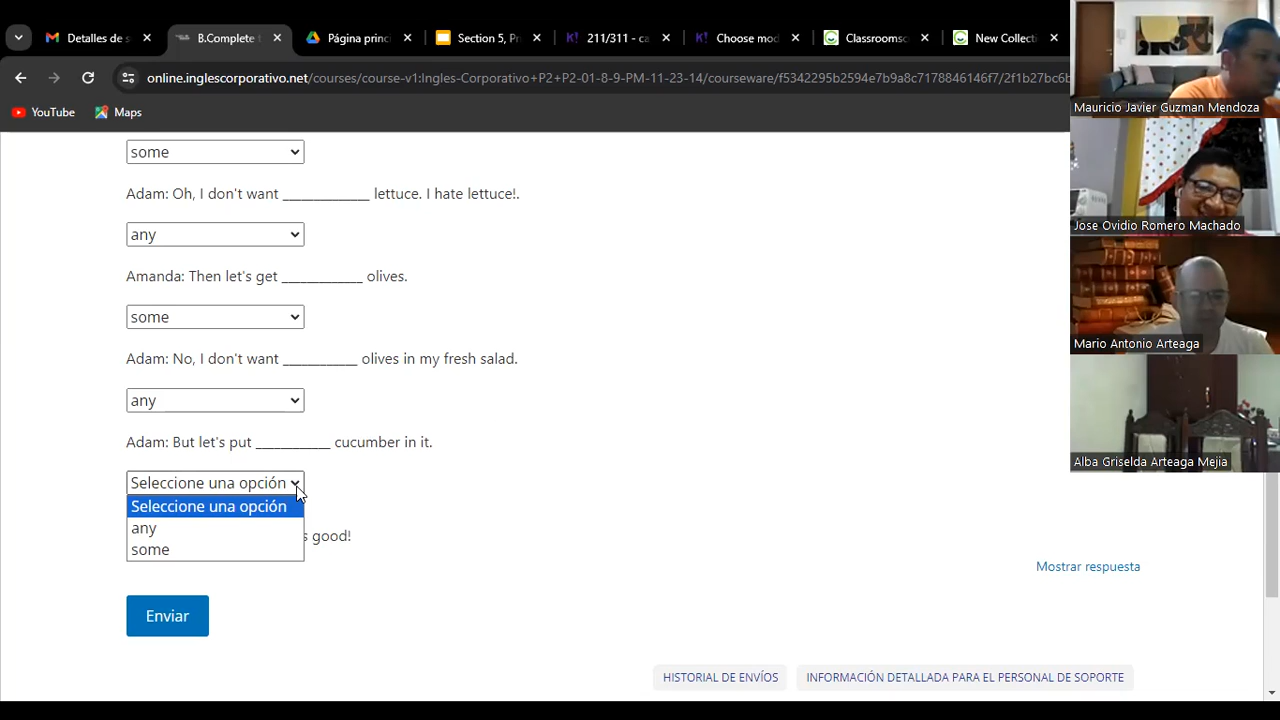 Detalles de s
B.Complete
Página princ
Section 5, Pr
211/311 - ca
Choose mod
Classroomsc
New Collecti
online.inglescorporativo.net/courses/course-v1:Ingles-Corporativo+P2+P2-01-8-9-PM-11-23-14/courseware/f5342295b2594e7b9a8c7178846146f7/2f1b27bc6b
YouTube
Maps
some
Adam: Oh, I don't want ____________ lettuce. I hate lettuce!.
any
Amanda: Then let's get ___________ olives.
some
Adam: No, I don't want __________ olives in my fresh salad.
any
Adam: But let's put __________ cucumber in it.
Seleccione una opción
Seleccione una opción
any
some
s good!
Mostrar respuesta
Enviar
HISTORIAL DE ENVÍOS
INFORMACIÓN DETALLADA PARA EL PERSONAL DE SOPORTE
Mauricio Javier Guzman Mendoza
Jose Ovidio Romero Machado
Mario Antonio Arteaga
Alba Griselda Arteaga Mejia